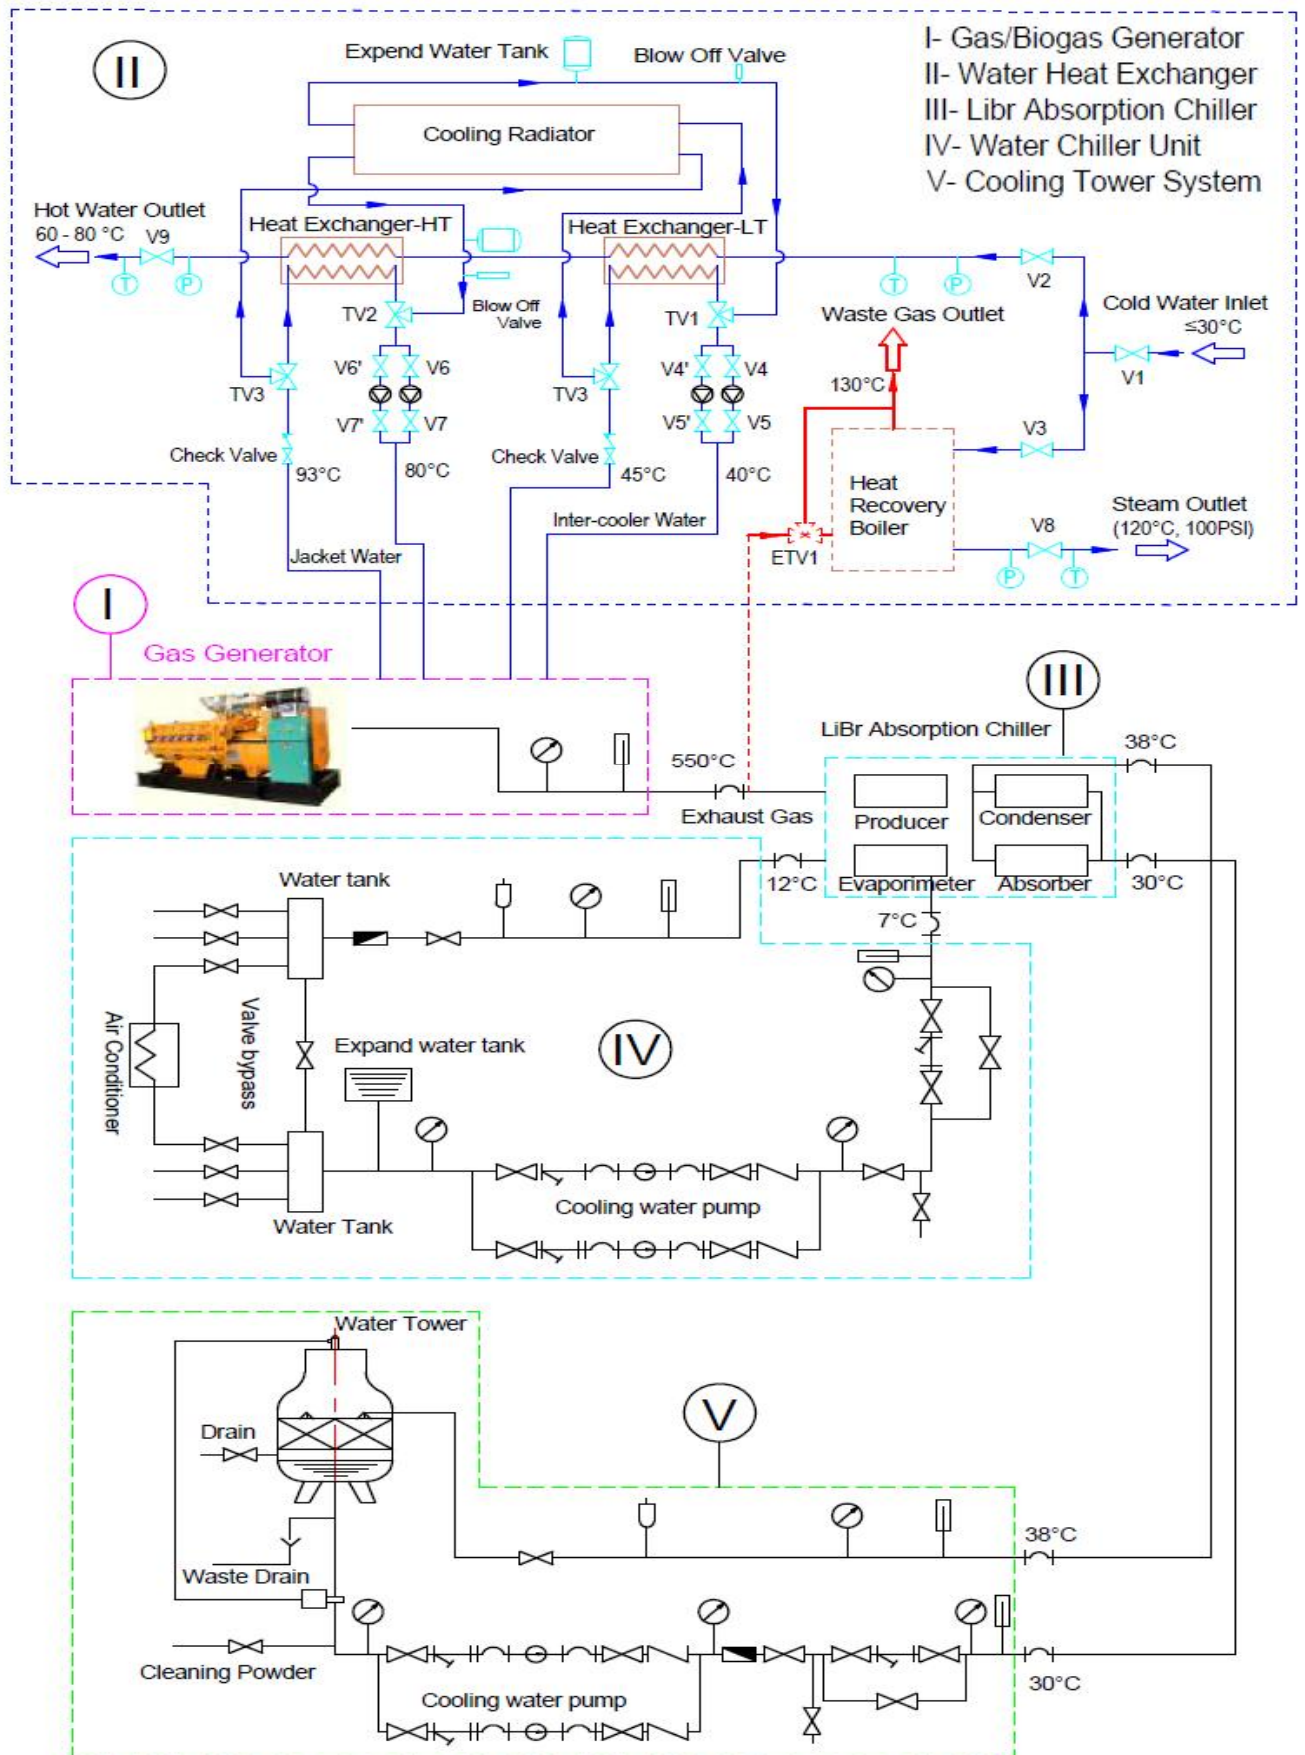 II
Expend Water Tank
Blow Off Valve
I- Gas/Biogas Generator
II- Water Heat Exchanger
III- Libr Absorption Chiller
IV- Water Chiller Unit
V- Cooling Tower System
Cooling Radiator
Hot Water Outlet
60 - 80 °C
V9
T
P
Heat Exchanger-HT
Heat Exchanger-LT
TV2
Blow Off
Valve
TV1
T
P
V2
Waste Gas Outlet
Cold Water Inlet
≤30°C
V1
V6'
V6
V4'
V4
130°C
TV3
TV3
V7'
V7
V5'
V5
V3
Check Valve
93°C
80°C
Check Valve
45°C
40°C
Heat
Recovery
Boiler
Steam Outlet
(120°C, 100PSI)
V8
P
T
Inter-cooler Water
ETV1
Jacket Water
I
Gas Generator
III
LiBr Absorption Chiller
38°C
550°C
Exhaust Gas
Producer
Condenser
12°C
Evaporimeter
Absorber
30°C
7°C
Water tank
Air Conditioner
Valve bypass
Expand water tank
IV
Cooling water pump
Water Tank
Water Tower
V
Drain
Waste Drain
38°C
Cleaning Powder
30°C
Cooling water pump